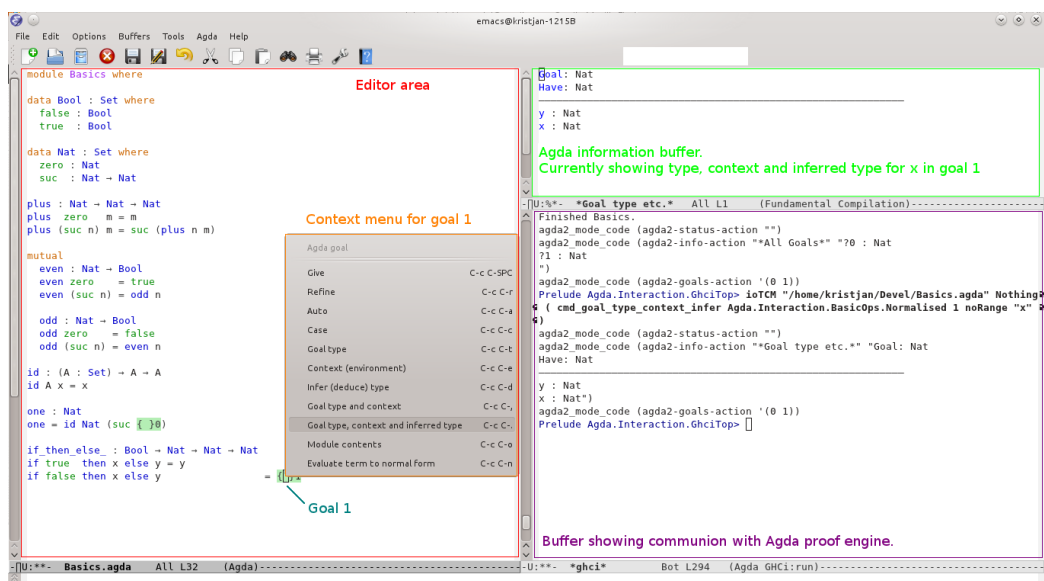 emacs@kristjan-1215B
File Edit Options Buffers Tools Agda Help
module Basics where
Editor area
data Bool : Set where
false : Bool
true : Bool
data Nat : Set where
zero : Nat
suc : Nat → Nat
plus : Nat → Nat → Nat
plus zero m = m
plus (suc n) m = suc (plus n m)
mutual
even : Nat → Bool
even zero = true
even (suc n) = odd n
odd : Nat → Bool
odd zero = false
odd (suc n) = even n
id : (A : Set) → A → A
id A x = x
one : Nat
one = id Nat (suc { }0)
if_then_else_ : Bool → Nat → Nat → Nat
if true then x else y = y
if false then x else y = { }1
Goal 1
Context menu for goal 1
Agda goal
Give C-c C-SPC
Refine C-c C-r
Auto C-c C-a
Case C-c C-c
Goal type C-c C-t
Context (environment) C-c C-e
Infer (deduce) type C-c C-d
Goal type and context C-c C-,
Goal type, context and inferred type C-c C-.
Module contents C-c C-o
Evaluate term to normal form C-c C-n
-U:**- Basics.agda All L32 (Agda)
Goal: Nat
Have: Nat
y : Nat
x : Nat
Agda information buffer.
Currently showing type, context and inferred type for x in goal 1
-U:%*- *Goal type etc.* All L1 (Fundamental Compilation)
Finished Basics.
agda2_mode_code (agda2-status-action "")
agda2_mode_code (agda2-info-action "*All Goals*" "?0 : Nat
?1 : Nat
")
agda2_mode_code (agda2-goals-action '(0 1))
Prelude Agda.Interaction.GhciTop> ioTCM "/home/kristjan/Devel/Basics.agda" Nothing
( cmd_goal_type_context_infer Agda.Interaction.BasicOps.Normalised 1 noRange "x"
)
agda2_mode_code (agda2-status-action "")
agda2_mode_code (agda2-info-action "*Goal type etc.*" "Goal: Nat
Have: Nat
y : Nat
x : Nat")
agda2_mode_code (agda2-goals-action '(0 1))
Prelude Agda.Interaction.GhciTop>
Buffer showing communion with Agda proof engine.
-U:**- *ghci* Bot L294 (Agda GHCi:run)